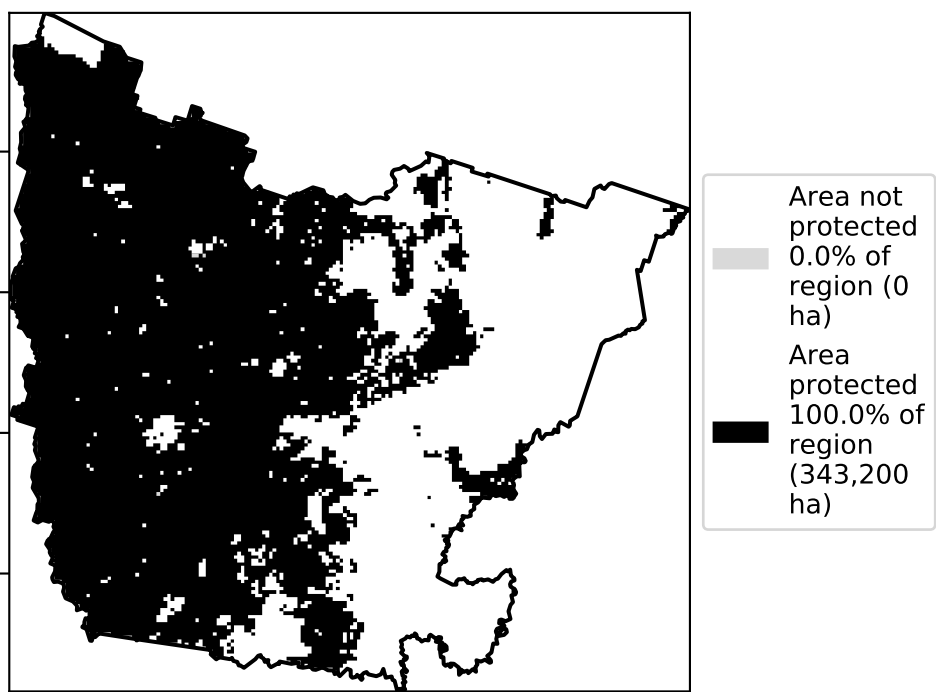 Area not
protected
0.0% of
region (0
ha)
Area
protected
100.0% of
region
(343,200
ha)